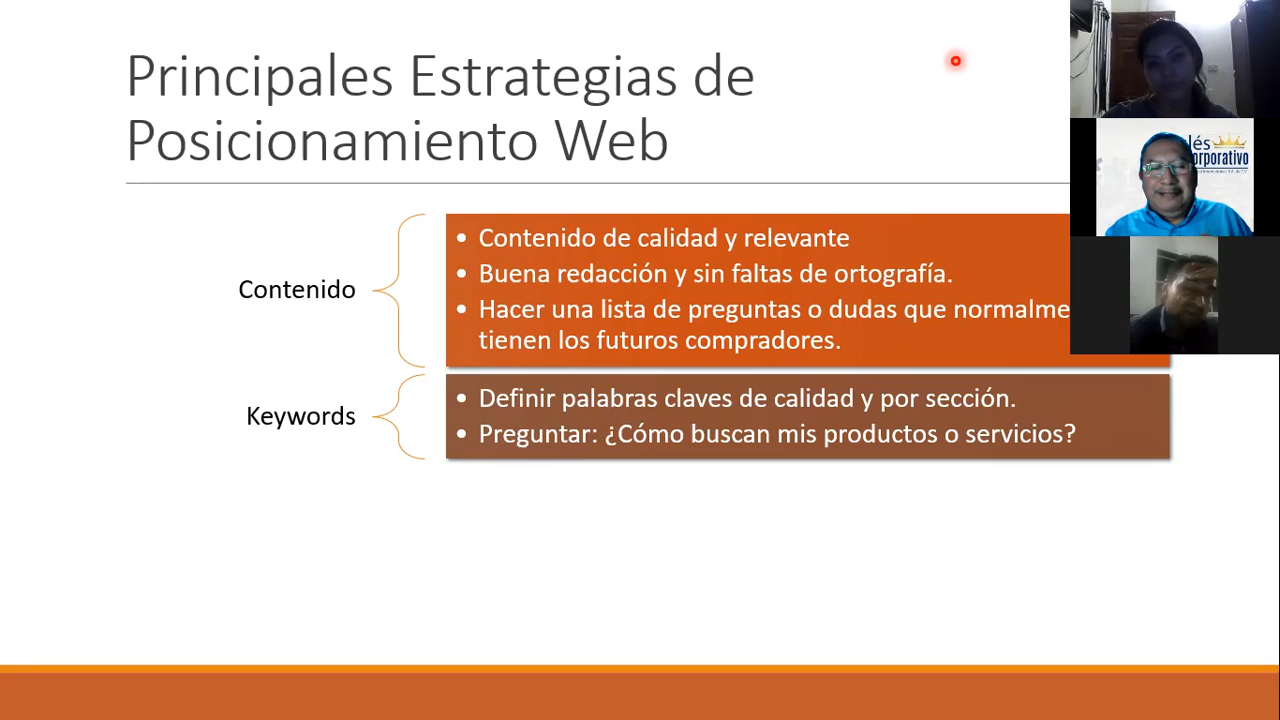 Principales Estrategias de
Posicionamiento Web
Contenido
• Contenido de calidad y relevante
• Buena redacción y sin faltas de ortografía.
• Hacer una lista de preguntas o dudas que normalme
tienen los futuros compradores.
Keywords
• Definir palabras claves de calidad y por sección.
• Preguntar: ¿Cómo buscan mis productos o servicios?
lés
orporativo